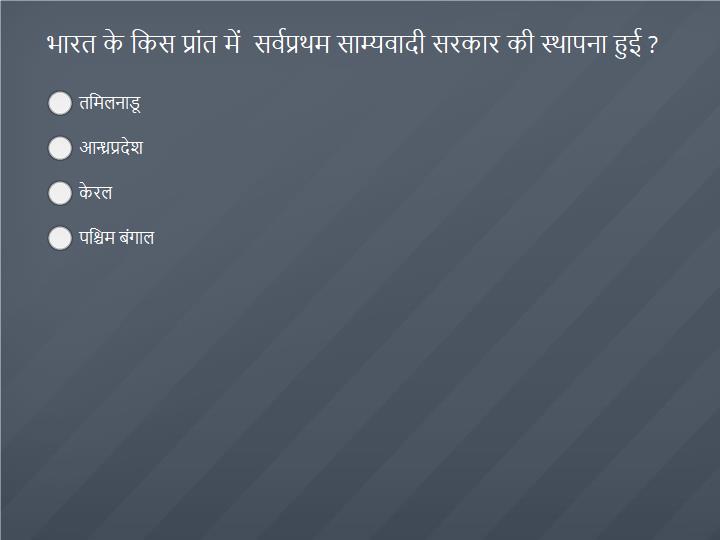 भारत के किस प्रांत में  सर्वप्रथम साम्यवादी सरकार की स्थापना हुई ?
तमिलनाडू
आन्ध्रप्रदेश
केरल
पश्चिम बंगाल